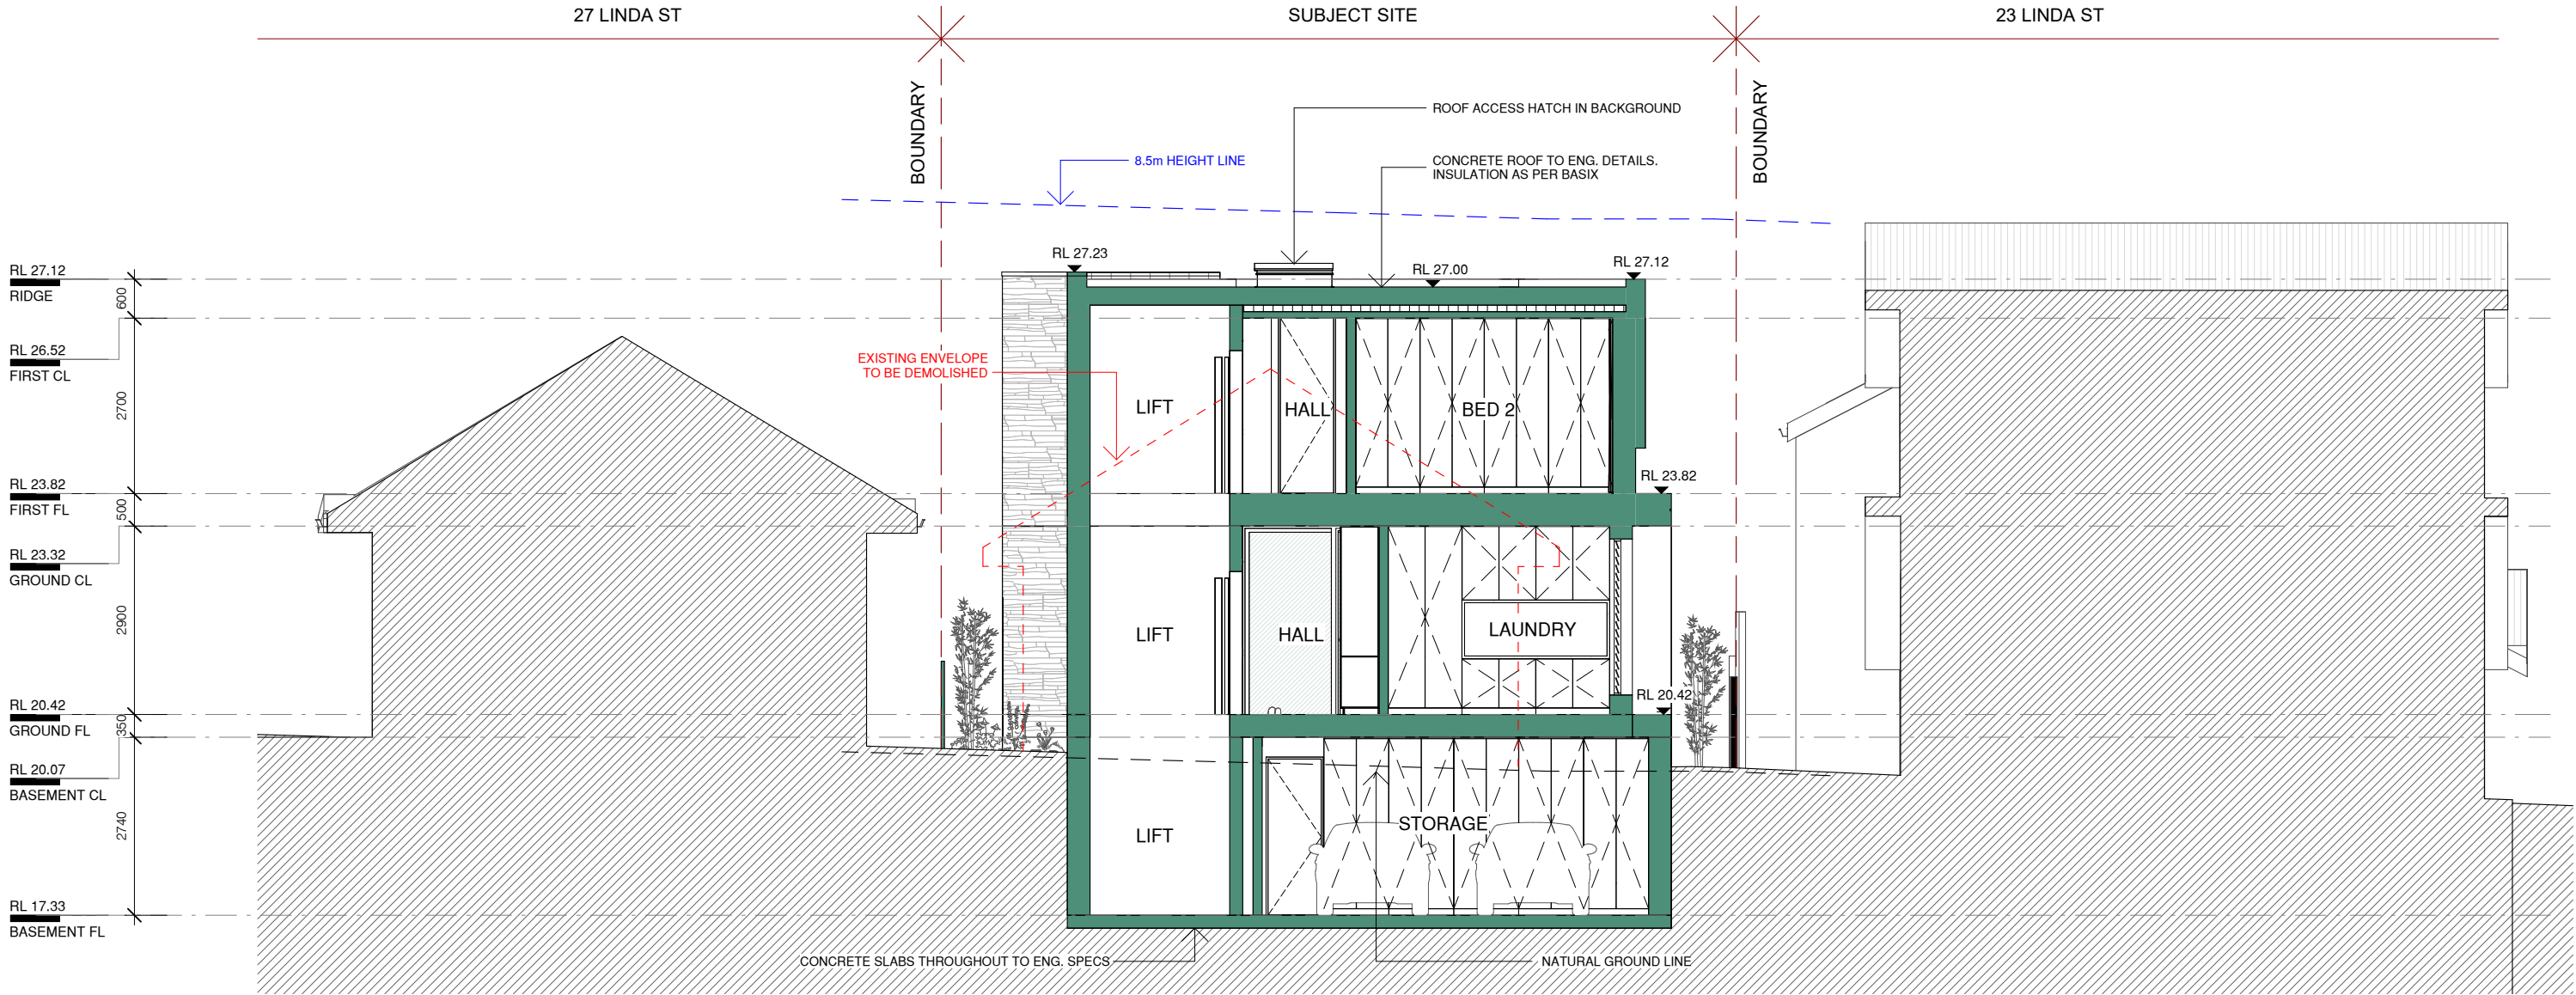 27 LINDA ST
SUBJECT SITE
23 LINDA ST
BOUNDARY
BOUNDARY
ROOF ACCESS HATCH IN BACKGROUND
8.5m HEIGHT LINE
CONCRETE ROOF TO ENG. DETAILS.
INSULATION AS PER BASIX
RL 27.23
RL 27.00
RL 27.12
RL 27.12
RIDGE
600
RL 26.52
FIRST CL
2700
EXISTING ENVELOPE
TO BE DEMOLISHED
LIFT
HALL
BED 2
RL 23.82
RL 23.82
FIRST FL
500
RL 23.32
GROUND CL
2900
LIFT
HALL
LAUNDRY
RL 20.42
RL 20.42
GROUND FL
350
RL 20.07
BASEMENT CL
2740
LIFT
STORAGE
RL 17.33
BASEMENT FL
CONCRETE SLABS THROUGHOUT TO ENG. SPECS
NATURAL GROUND LINE